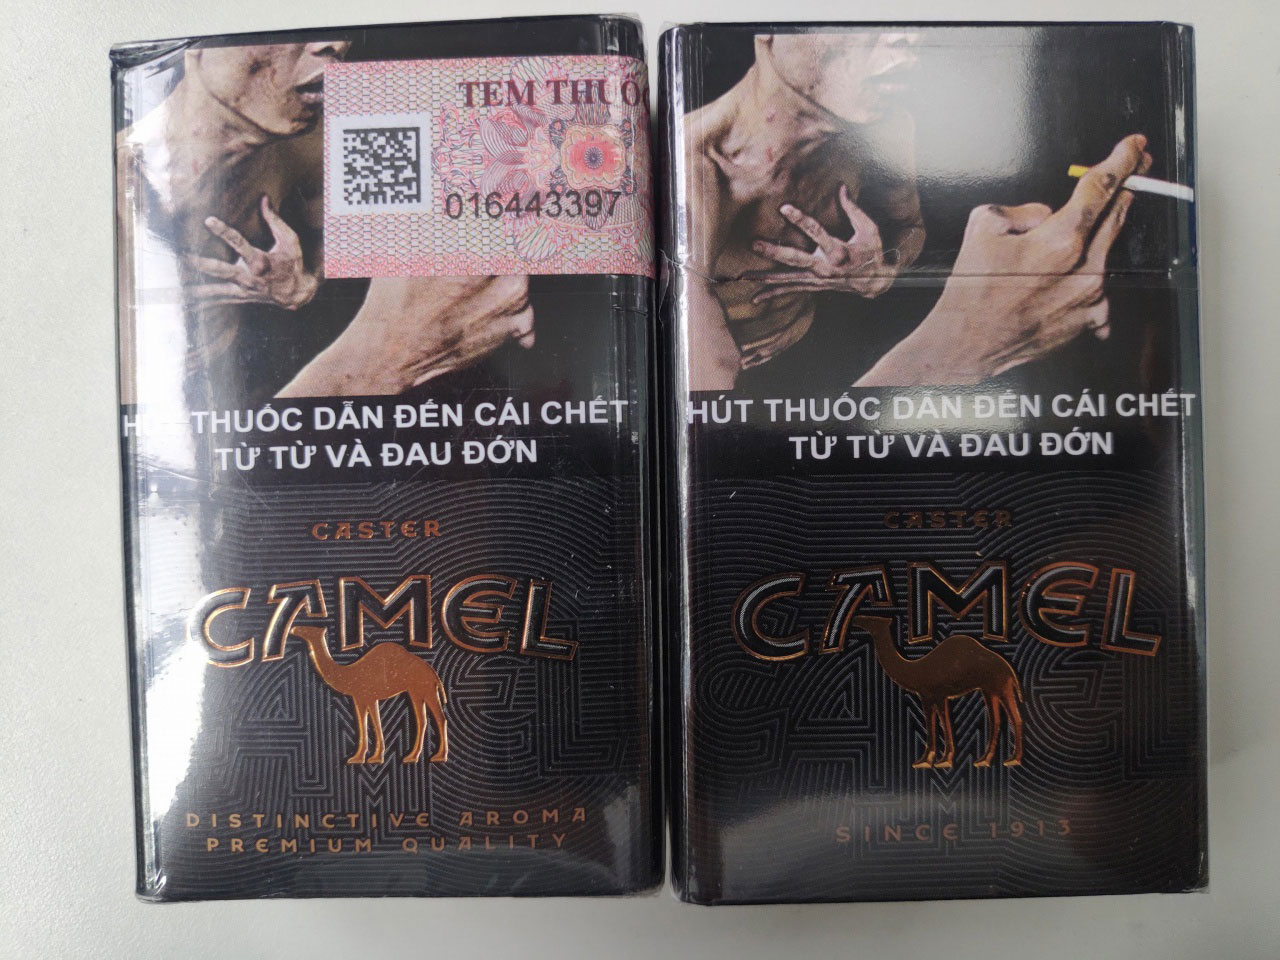 TEM THUỐC
016443397
THUỐC DẪN ĐẾN CÁI CHẾT
TỪ TỪ VÀ ĐAU ĐỚN
CASTER
CAMEL
DISTINCTIVE AROMA
PREMIUM QUALITY
HÚT THUỐC DẪN ĐẾN CÁI CHẾT
TỪ TỪ VÀ ĐAU ĐỚN
CASTER
CAMEL
SINCE 1913